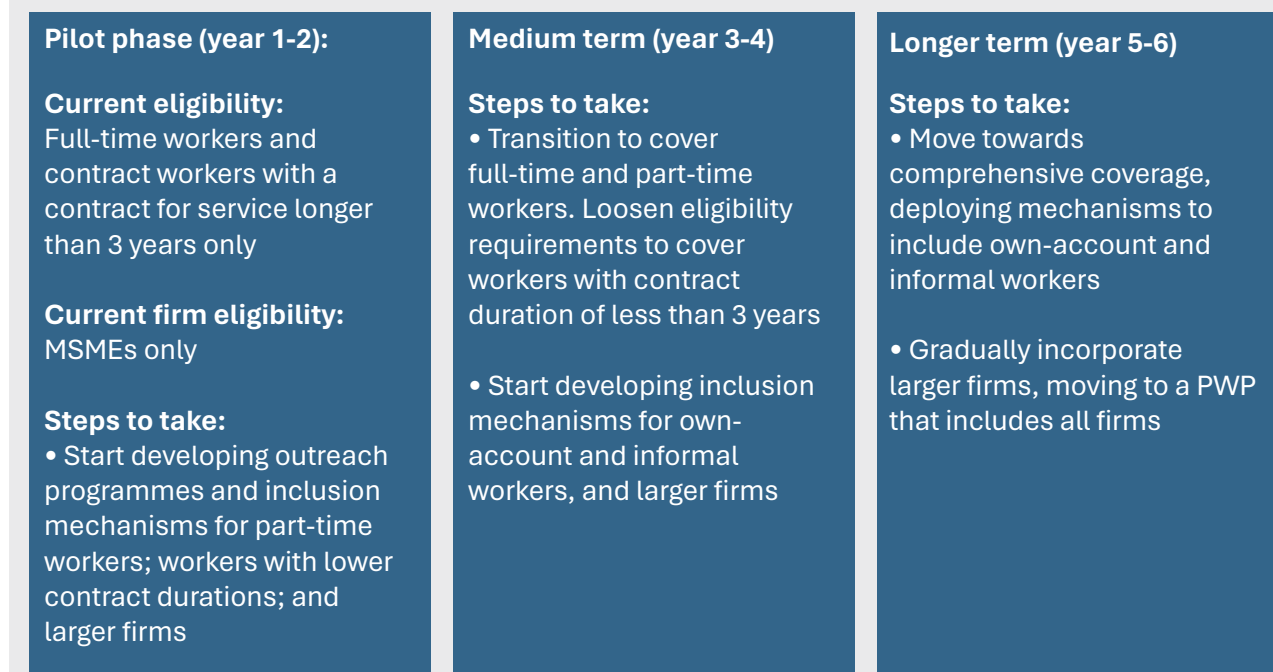 Pilot phase (year 1-2):
Current eligibility:
Full-time workers and
contract workers with a
contract for service longer
than 3 years only
Current firm eligibility:
MSMEs only
Steps to take:
• Start developing outreach
programmes and inclusion
mechanisms for part-time
workers; workers with lower
contract durations; and
larger firms
Medium term (year 3-4)
Steps to take:
• Transition to cover
full-time and part-time
workers. Loosen eligibility
requirements to cover
workers with contract
duration of less than 3 years
• Start developing inclusion
mechanisms for own-
account and informal
workers, and larger firms
Longer term (year 5-6)
Steps to take:
• Move towards
comprehensive coverage,
deploying mechanisms to
include own-account and
informal workers
• Gradually incorporate
larger firms, moving to a PWP
that includes all firms